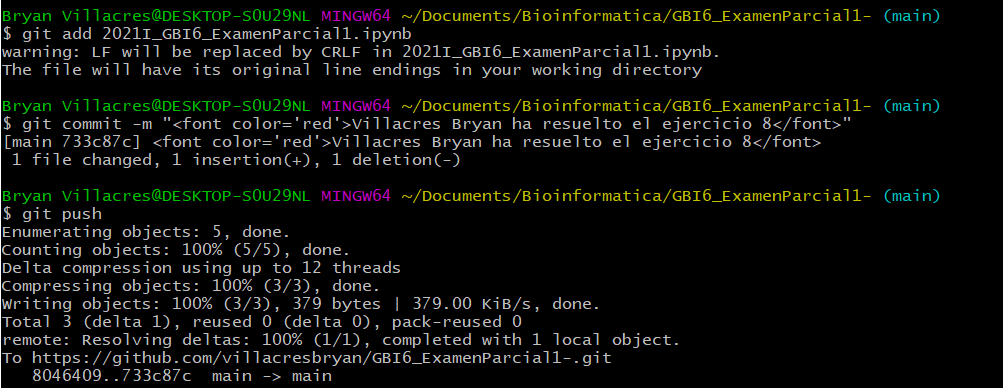 Bryan Villacres@DESKTOP-SOU29NL MINGW64 ~/Documents/Bioinformatica/GBI6_ExamenParcial1- (main)
$ git add 2021I_GBI6_ExamenParcial1.ipynb
warning: LF will be replaced by CRLF in 2021I_GBI6_ExamenParcial1.ipynb.
The file will have its original line endings in your working directory
Bryan Villacres@DESKTOP-SOU29NL MINGW64 ~/Documents/Bioinformatica/GBI6_ExamenParcial1- (main)
$ git commit -m "<font color='red'>Villacres Bryan ha resuelto el ejercicio 8</font>"
[main 733c87c] <font color='red'>Villacres Bryan ha resuelto el ejercicio 8</font>
 1 file changed, 1 insertion(+), 1 deletion(-)
Bryan Villacres@DESKTOP-SOU29NL MINGW64 ~/Documents/Bioinformatica/GBI6_ExamenParcial1- (main)
$ git push
Enumerating objects: 5, done.
Counting objects: 100% (5/5), done.
Delta compression using up to 12 threads
Compressing objects: 100% (3/3), done.
Writing objects: 100% (3/3), 379 bytes | 379.00 KiB/s, done.
Total 3 (delta 1), reused 0 (delta 0), pack-reused 0
remote: Resolving deltas: 100% (1/1), completed with 1 local object.
To https://github.com/villacresbryan/GBI6_ExamenParcial1-.git
   8046409..733c87c  main -> main